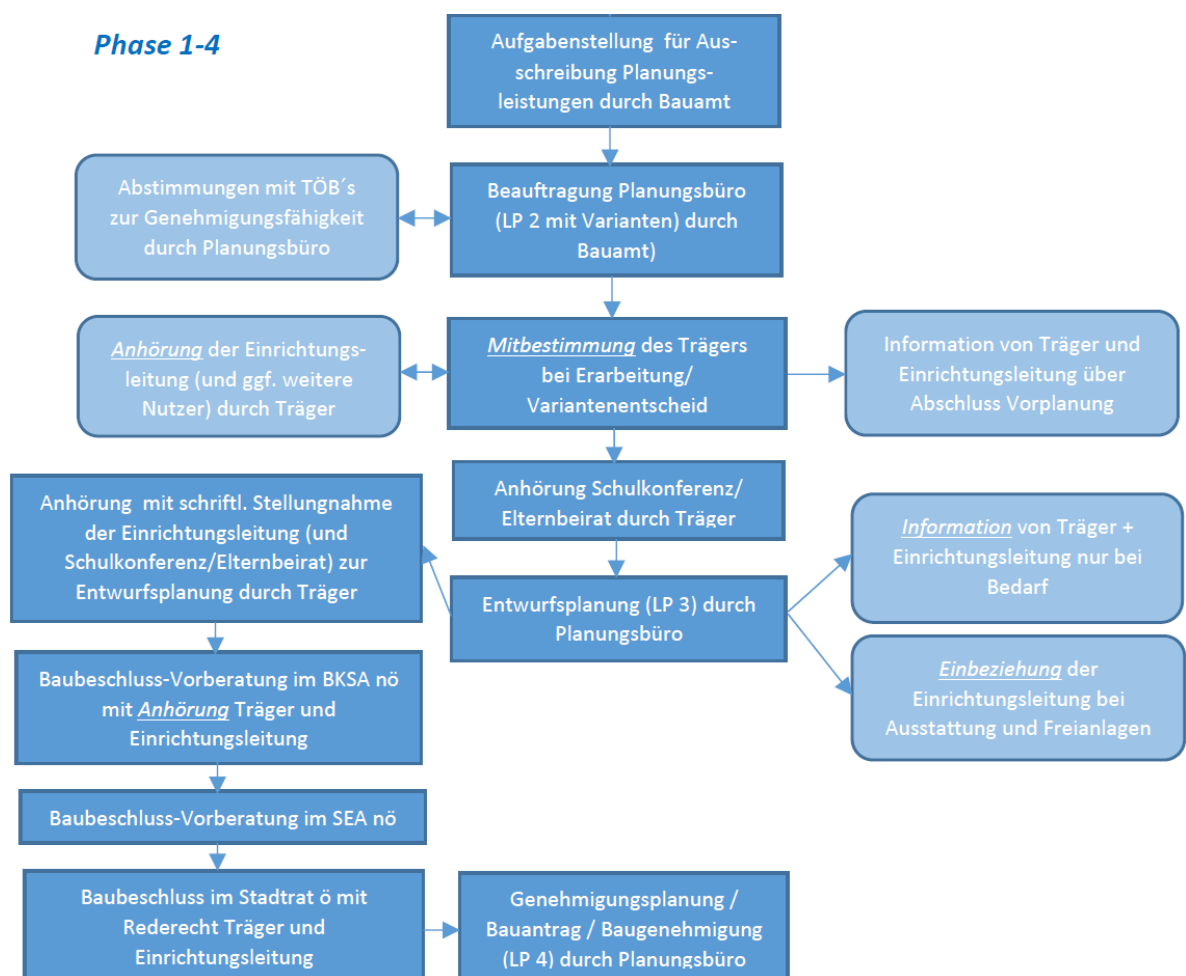 Phase 1-4
Aufgabenstellung für Aus-
schreibung Planungs-
leistungen durch Bauamt
Abstimmungen mit TÖB´s
zur Genehmigungsfähigkeit
durch Planungsbüro
Beauftragung Planungsbüro
(LP 2 mit Varianten) durch
Bauamt)
Anhörung der Einrichtungs-
leitung (und ggf. weitere
Nutzer) durch Träger
Mitbestimmung des Trägers
bei Erarbeitung/
Variantenentscheid
Information von Träger und
Einrichtungsleitung über
Abschluss Vorplanung
Anhörung Schulkonferenz/
Elternbeirat durch Träger
Anhörung mit schriftl. Stellungnahme
der Einrichtungsleitung (und
Schulkonferenz/Elternbeirat) zur
Entwurfsplanung durch Träger
Entwurfsplanung (LP 3) durch
Planungsbüro
Information von Träger +
Einrichtungsleitung nur bei
Bedarf
Einbeziehung der
Einrichtungsleitung bei
Ausstattung und Freianlagen
Baubeschluss-Vorberatung im BKSA nö
mit Anhörung Träger und
Einrichtungsleitung
Baubeschluss-Vorberatung im SEA nö
Baubeschluss im Stadtrat ö mit
Rederecht Träger und
Einrichtungsleitung
Genehmigungsplanung /
Bauantrag / Baugenehmigung
(LP 4) durch Planungsbüro